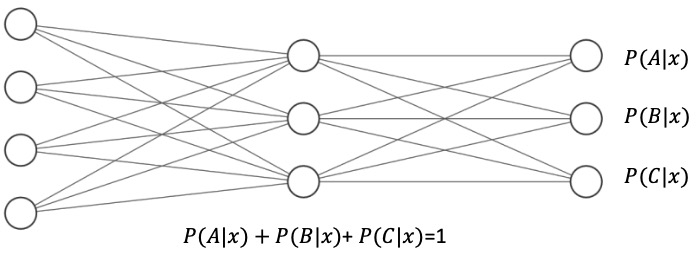 P(A|x)
P(B|x)
P(C|x)
P(A|x) + P(B|x)+ P(C|x)=1